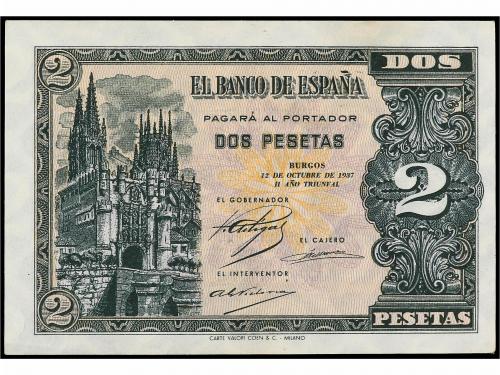 2
DOS
EL BANCO DE ESPAÑA
PAGARÁ AL PORTADOR
DOS PESETAS
BURGOS
12 DE OCTUBRE DE 1937
II AÑO TRIUNFAL
2
EL GOBERNADOR
EL CAJERO
EL INTERVENTOR
2
PESETAS
CARTE VALORI COEN & C. - MILANO